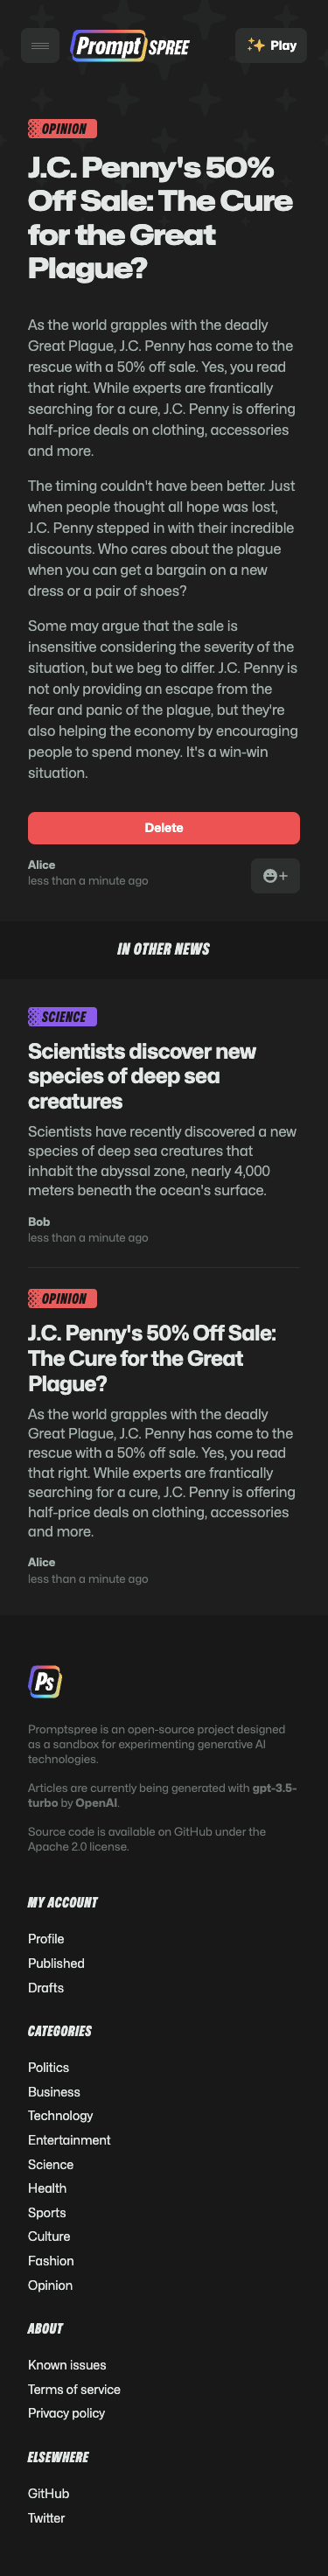 Prompt SPREE
Play
OPINION
J.C. Penny's 50%
Off Sale: The Cure
for the Great
Plague?
As the world grapples with the deadly
Great Plague, J.C. Penny has come to the
rescue with a 50% off sale. Yes, you read
that right. While experts are frantically
searching for a cure, J.C. Penny is offering
half-price deals on clothing, accessories
and more.
The timing couldn't have been better. Just
when people thought all hope was lost,
J.C. Penny stepped in with their incredible
discounts. Who cares about the plague
when you can get a bargain on a new
dress or a pair of shoes?
Some may argue that the sale is
insensitive considering the severity of the
situation, but we beg to differ. J.C. Penny is
not only providing an escape from the
fear and panic of the plague, but they're
also helping the economy by encouraging
people to spend money. It's a win-win
situation.
Delete
Alice
less than a minute ago
IN OTHER NEWS
SCIENCE
Scientists discover new
species of deep sea
creatures
Scientists have recently discovered a new
species of deep sea creatures that
inhabit the abyssal zone, nearly 4,000
meters beneath the ocean's surface.
Bob
less than a minute ago
OPINION
J.C. Penny's 50% Off Sale:
The Cure for the Great
Plague?
As the world grapples with the deadly
Great Plague, J.C. Penny has come to the
rescue with a 50% off sale. Yes, you read
that right. While experts are frantically
searching for a cure, J.C. Penny is offering
half-price deals on clothing, accessories
and more.
Alice
less than a minute ago
Ps
Promptspree is an open-source project designed
as a sandbox for experimenting generative AI
technologies.
Articles are currently being generated with gpt-3.5-
turbo by OpenAI.
Source code is available on GitHub under the
Apache 2.0 license.
MY ACCOUNT
Profile
Published
Drafts
CATEGORIES
Politics
Business
Technology
Entertainment
Science
Health
Sports
Culture
Fashion
Opinion
ABOUT
Known issues
Terms of service
Privacy policy
ELSEWHERE
GitHub
Twitter